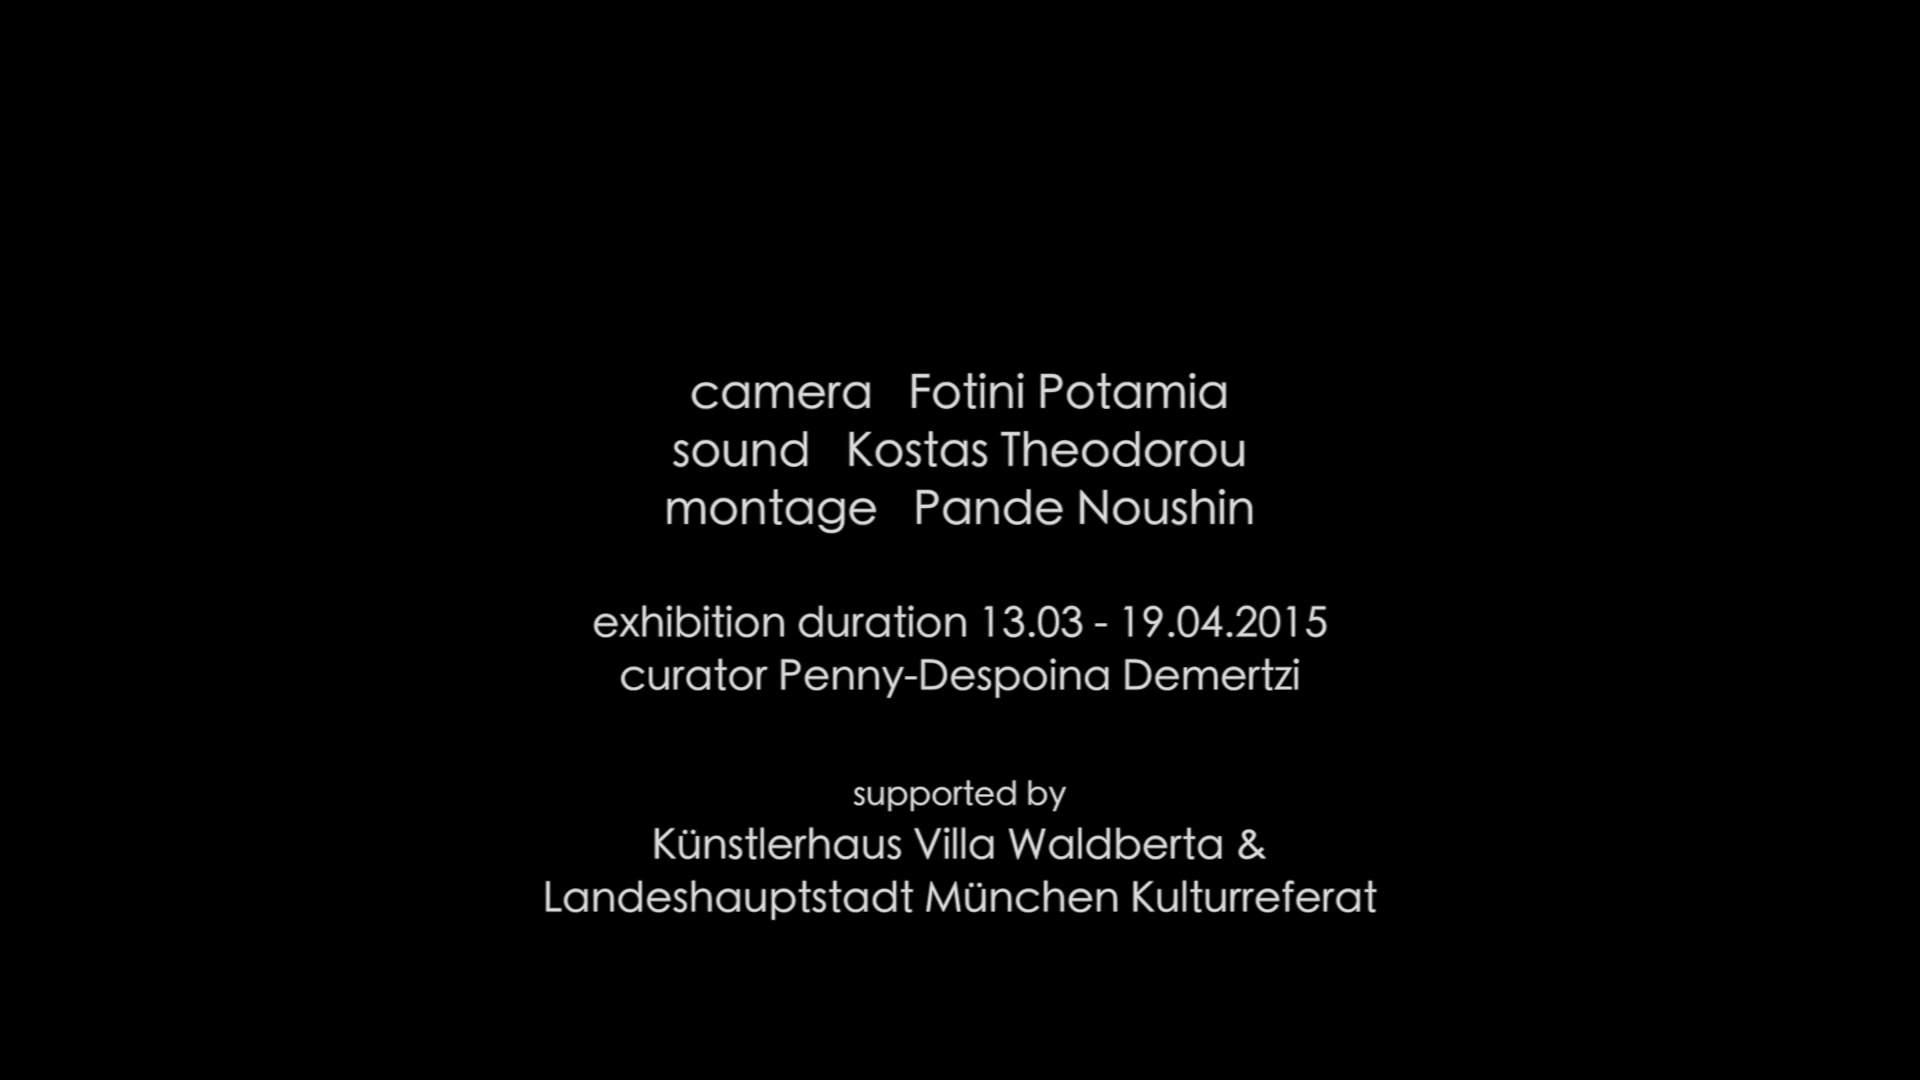 camera Fotini Potamia
sound Kostas Theodorou
montage Pande Noushin
exhibition duration 13.03 - 19.04.2015
curator Penny-Despoina Demertzi
supported by
Künstlerhaus Villa Waldberta &
Landeshauptstadt München Kulturreferat